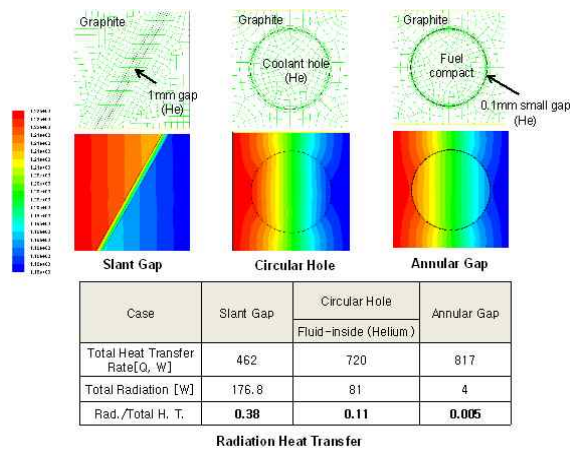 Graphite
Graphite
Graphite
1mm gap
(He)
Coolant hole
(He)
Fuel
compact
0.1mm small gap
(He)
Slant Gap
Circular Hole
Annular Gap
Case
Slant Gap
Circular Hole
Annular Gap
Fluid-inside (Helium)
Total Heat Transfer
Rate[Q, W]
462
720
817
Total Radiation [W]
176.8
81
4
Rad./Total H. T.
0.38
0.11
0.005
Radiation Heat Transfer